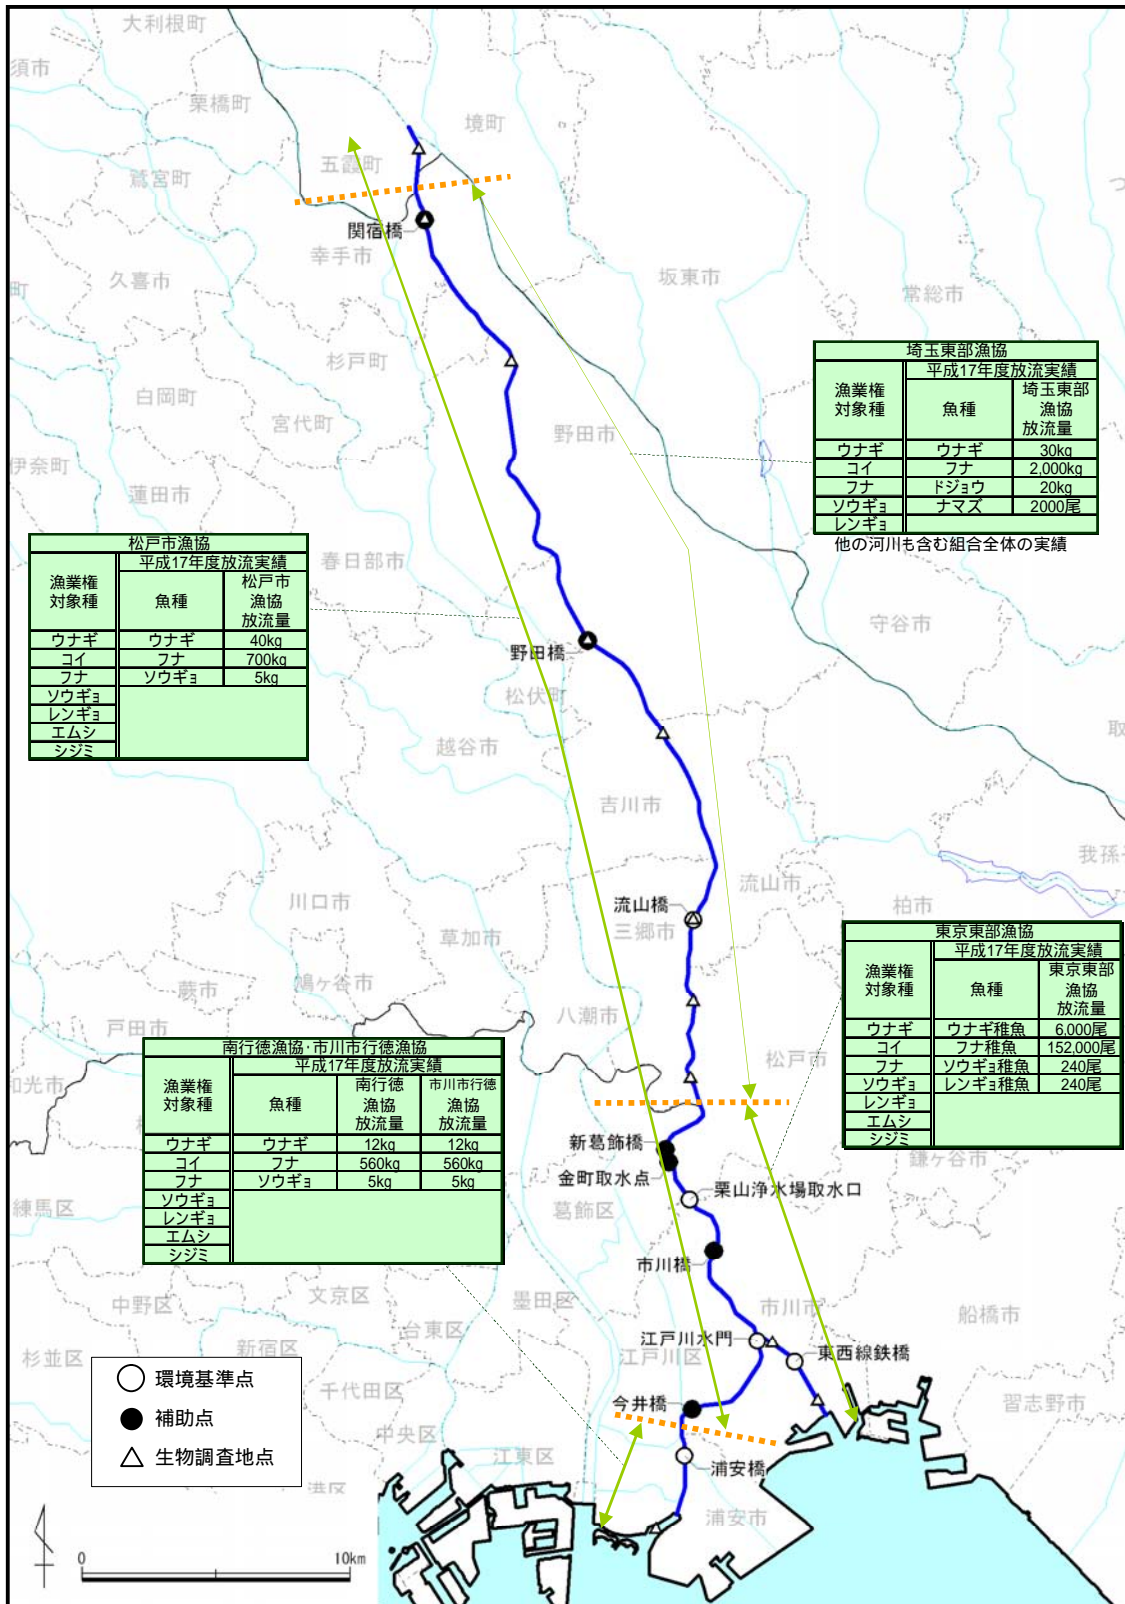 大利根町
須市
栗橋町
境町
五霞町
鷲宮町
関宿橋
幸手市
坂東市
久喜市
常総市
町
つ
杉戸町
白岡町
宮代町
野田市
伊奈町
蓮田市
埼玉東部漁協
漁業権
対象種
平成17年度放流実績
魚種
埼玉東部
漁協
放流量
ウナギ ウナギ 30kg
コイ フナ 2,000kg
フナ ドジョウ 20kg
ソウギョ ナマズ 2000尾
レンギョ
他の河川も含む組合全体の実績
松戸市漁協
漁業権
対象種
平成17年度放流実績
魚種
松戸市
漁協
放流量
ウナギ ウナギ 40kg
コイ フナ 700kg
フナ ソウギョ 5kg
ソウギョ
レンギョ
エムシ
シジミ
春日部市
守谷市
野田橋
松伏町
取
越谷市
吉川市
我孫子
流山市
川口市
柏市
流山橋
三郷市
草加市
鳩ヶ谷市
蕨市
八潮市
戸田市
松戸市
和光市
東京東部漁協
漁業権
対象種
平成17年度放流実績
魚種
東京東部
漁協
放流量
ウナギ ウナギ稚魚 6,000尾
コイ フナ稚魚 152,000尾
フナ ソウギョ稚魚 240尾
ソウギョ レンギョ稚魚 240尾
レンギョ
エムシ
シジミ
南行徳漁協・市川市行徳漁協
漁業権
対象種
平成17年度放流実績
魚種
南行徳
漁協
放流量
市川市行徳
漁協
放流量
ウナギ ウナギ 12kg 12kg
コイ フナ 560kg 560kg
フナ ソウギョ 5kg 5kg
ソウギョ
レンギョ
エムシ
シジミ
新葛飾橋
金町取水点
鎌ヶ谷市
栗山浄水場取水口
練馬区
葛飾区
市川橋
中野区
文京区
墨田区
市川市
船橋市
台東区
新宿区
江戸川水門
杉並区
江戸川区
東西線鉄橋
千代田区
今井橋
習志野市
中央区
江東区
浦安橋
港区
浦安市
環境基準点
補助点
生物調査地点
0 10km